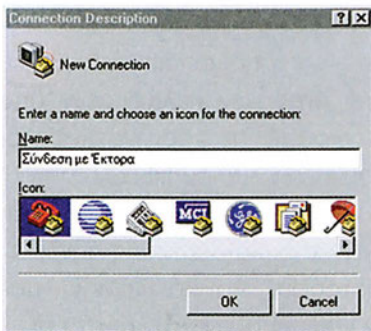 Connection Description
New Connection
Enter a name and choose an icon for the connection:
Name:
Σύνδεση με Έκτορα
Icon:
MCI
OK
Cancel